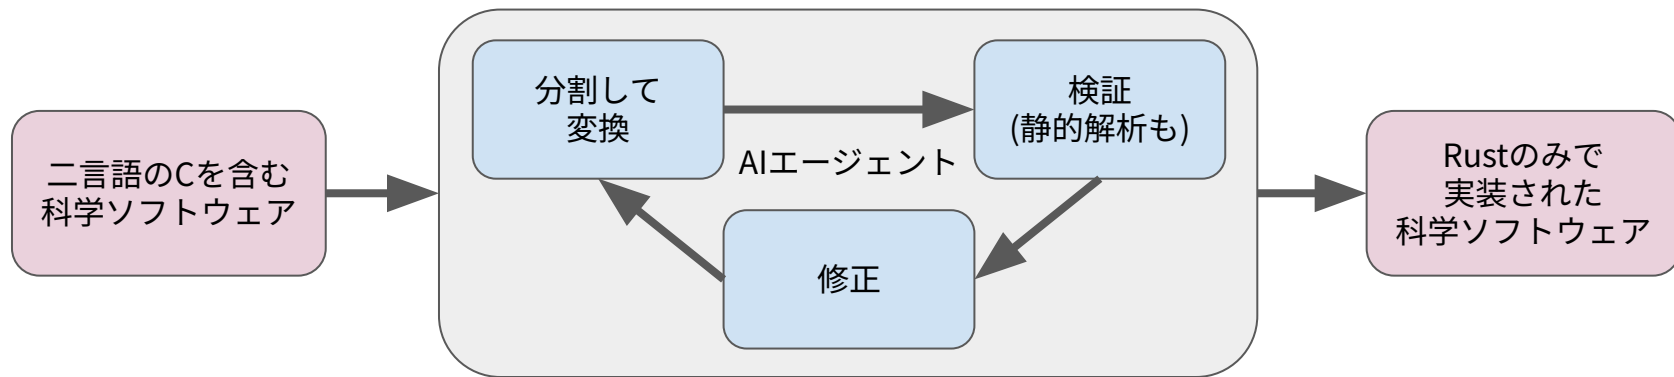 二言語のCを含む
科学ソフトウェア
分割して
変換
検証
(静的解析も)
AIエージェント
修正
Rustのみで
実装された
科学ソフトウェア